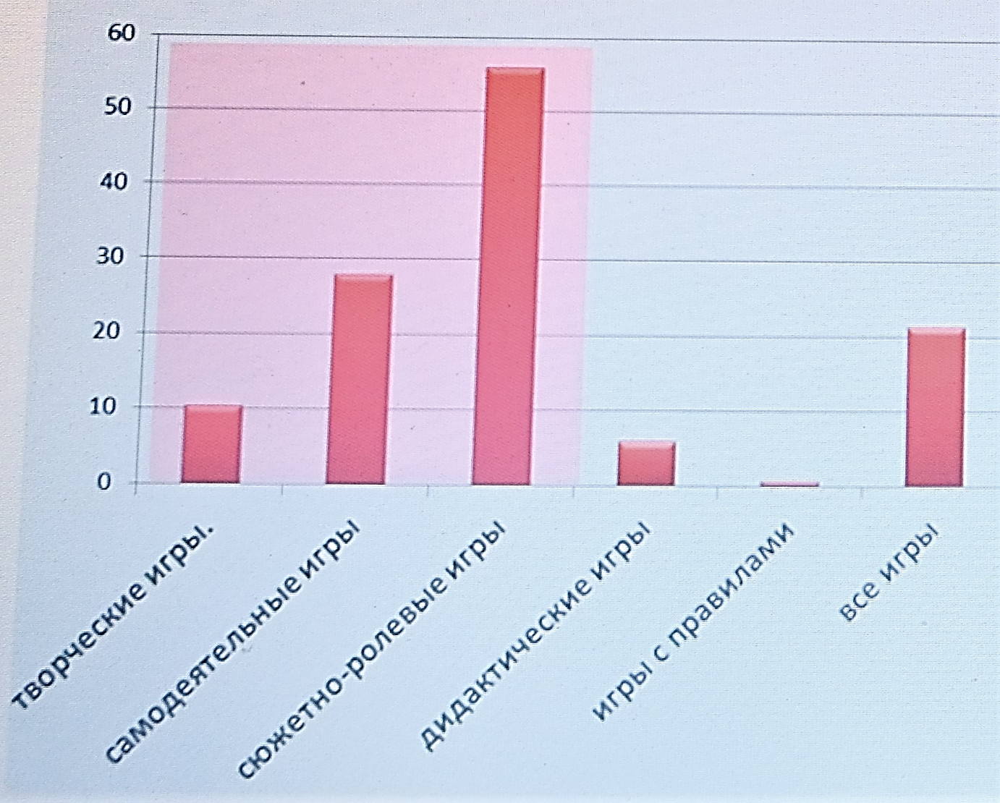 60
50
40
30
20
10
0
творческие игры.
самодеятельные игры
сюжетно-ролевые игры
дидактические игры
игры с правилами
все игры